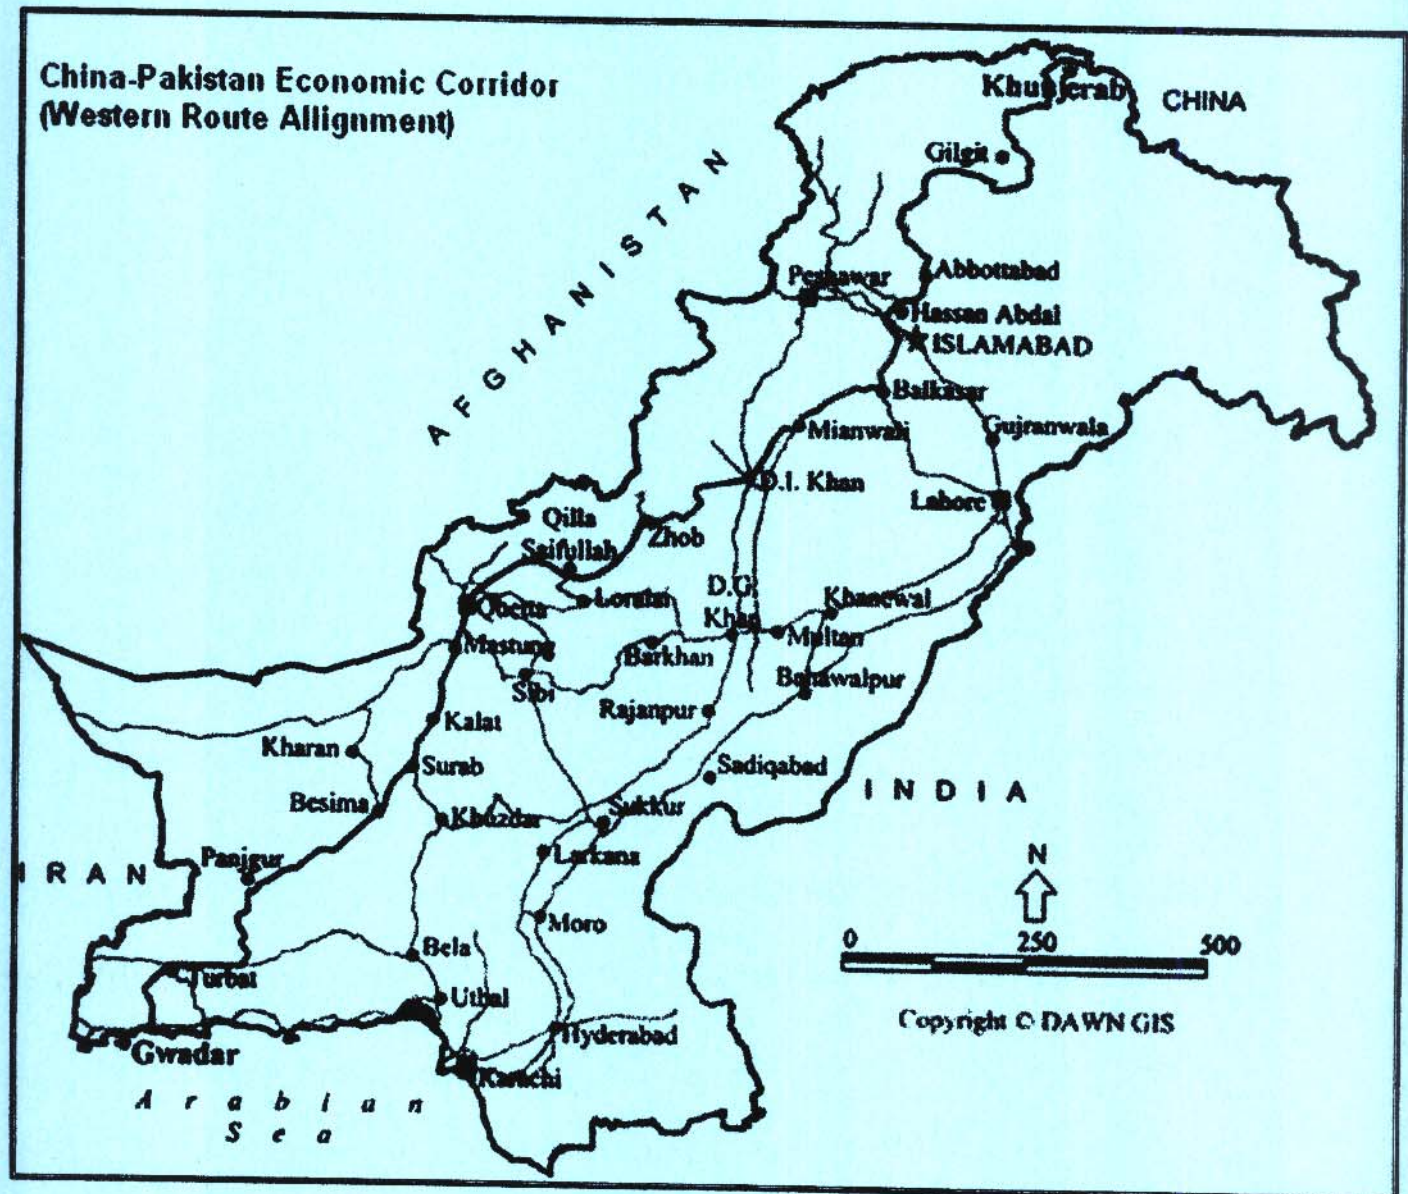 China-Pakistan Economic Corridor
(Western Route Allignment)
Khunjerab
CHINA
Gilgit
AFGHANISTAN
Peshawar
Abbottabad
Hassan Abdal
ISLAMABAD
Balkasar
Mianwali
Gujranwala
D.I. Khan
Lahore
Qilla
Saifullah
Zhob
D.G.
Khan
Khanewal
Quetta
Loralai
Multan
Mastung
Barkhan
Sibi
Bahawalpur
Rajanpur
Kalat
Kharan
Surab
Sadiqabad
INDIA
Besima
Khuzdar
Sukkur
Larkana
IRAN
Panjgur
N
Moro
0 250 500
Bela
Turbat
Uthal
Copyright © DAWN GIS
Hyderabad
Gwadar
Karachi
Arabian
Sea